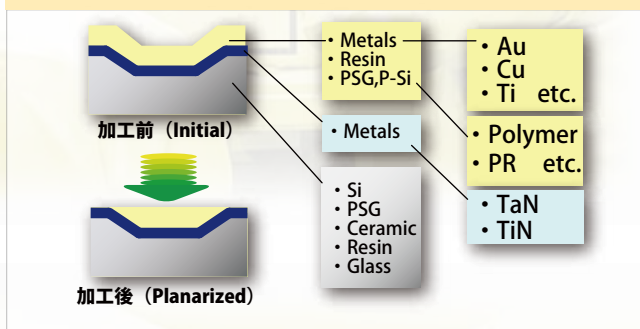 加工前（Initial）
加工後（Planarized）
・Metals
・Resin
・PSG,P-Si
・Metals
・Si
・PSG
・Ceramic
・Resin
・Glass
・Au
・Cu
・Ti etc.
・Polymer
・PR etc.
・TaN
・TiN